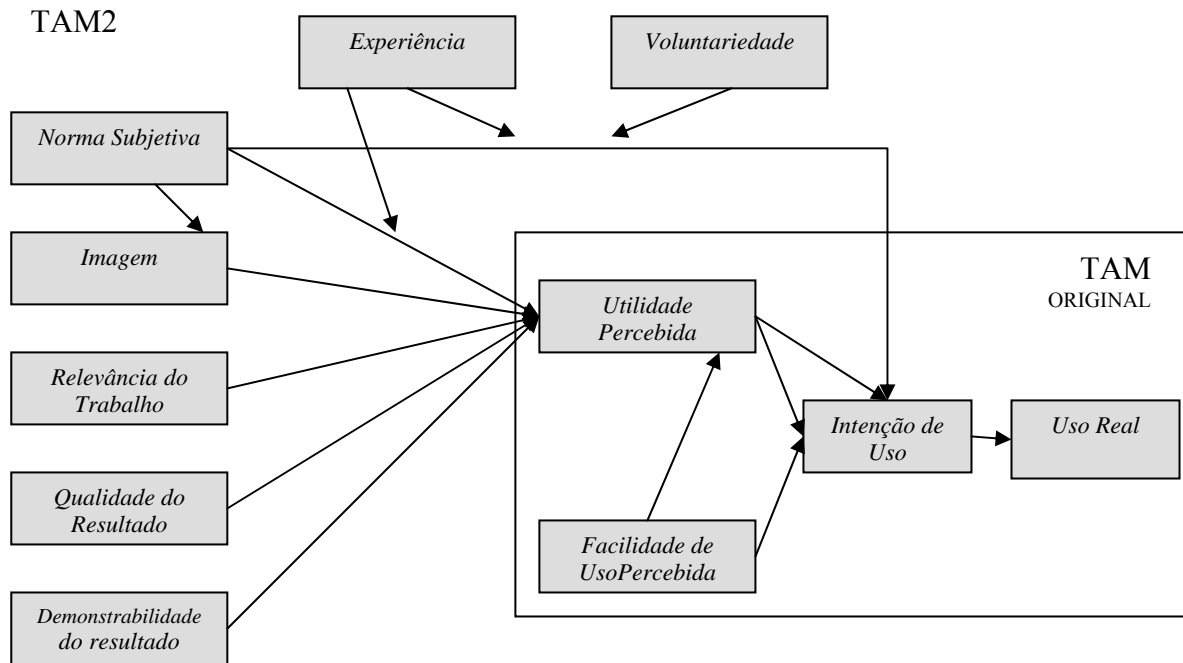 TAM2
Experiência
Voluntariedade
Norma Subjetiva
Imagem
TAM
ORIGINAL
Utilidade
Percebida
Relevância do
Trabalho
Intenção de
Uso
Uso Real
Qualidade do
Resultado
Facilidade de
UsoPercebida
Demonstrabilidade
do resultado